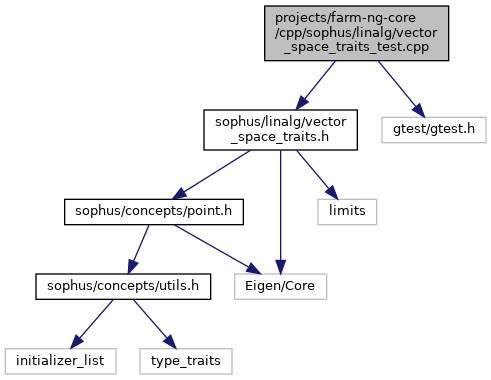 projects/farm-ng-core
/cpp/sophus/linalg/vector
_space_traits_test.cpp
sophus/linalg/vector
_space_traits.h
gtest/gtest.h
sophus/concepts/point.h
limits
sophus/concepts/utils.h
Eigen/Core
initializer_list
type_traits